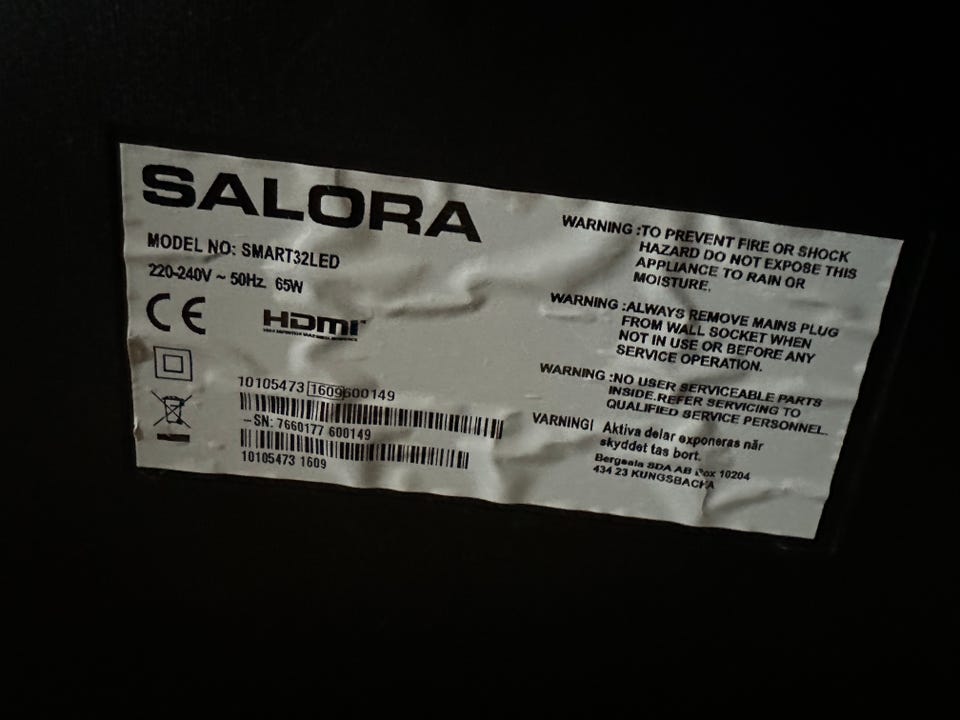 SALORA
MODEL NO: SMART32LED
220-240V ~ 50Hz. 65W
CE
HDMI
10105473 1609600149
-SN: 7660177 600149
10105473 1609
WARNING :TO PREVENT FIRE OR SHOCK
HAZARD DO NOT EXPOSE THIS
APPLIANCE TO RAIN OR
MOISTURE.
WARNING :ALWAYS REMOVE MAINS PLUG
FROM WALL SOCKET WHEN
NOT IN USE OR BEFORE ANY
SERVICE OPERATION.
WARNING :NO USER SERVICEABLE PARTS
INSIDE.REFER SERVICING TO
QUALIFIED SERVICE PERSONNEL.
VARNING! Aktiva delar exponeras när
skyddet tas bort.
Bergsala SDA AB Box 10204
434 23 KUNGSBACKA